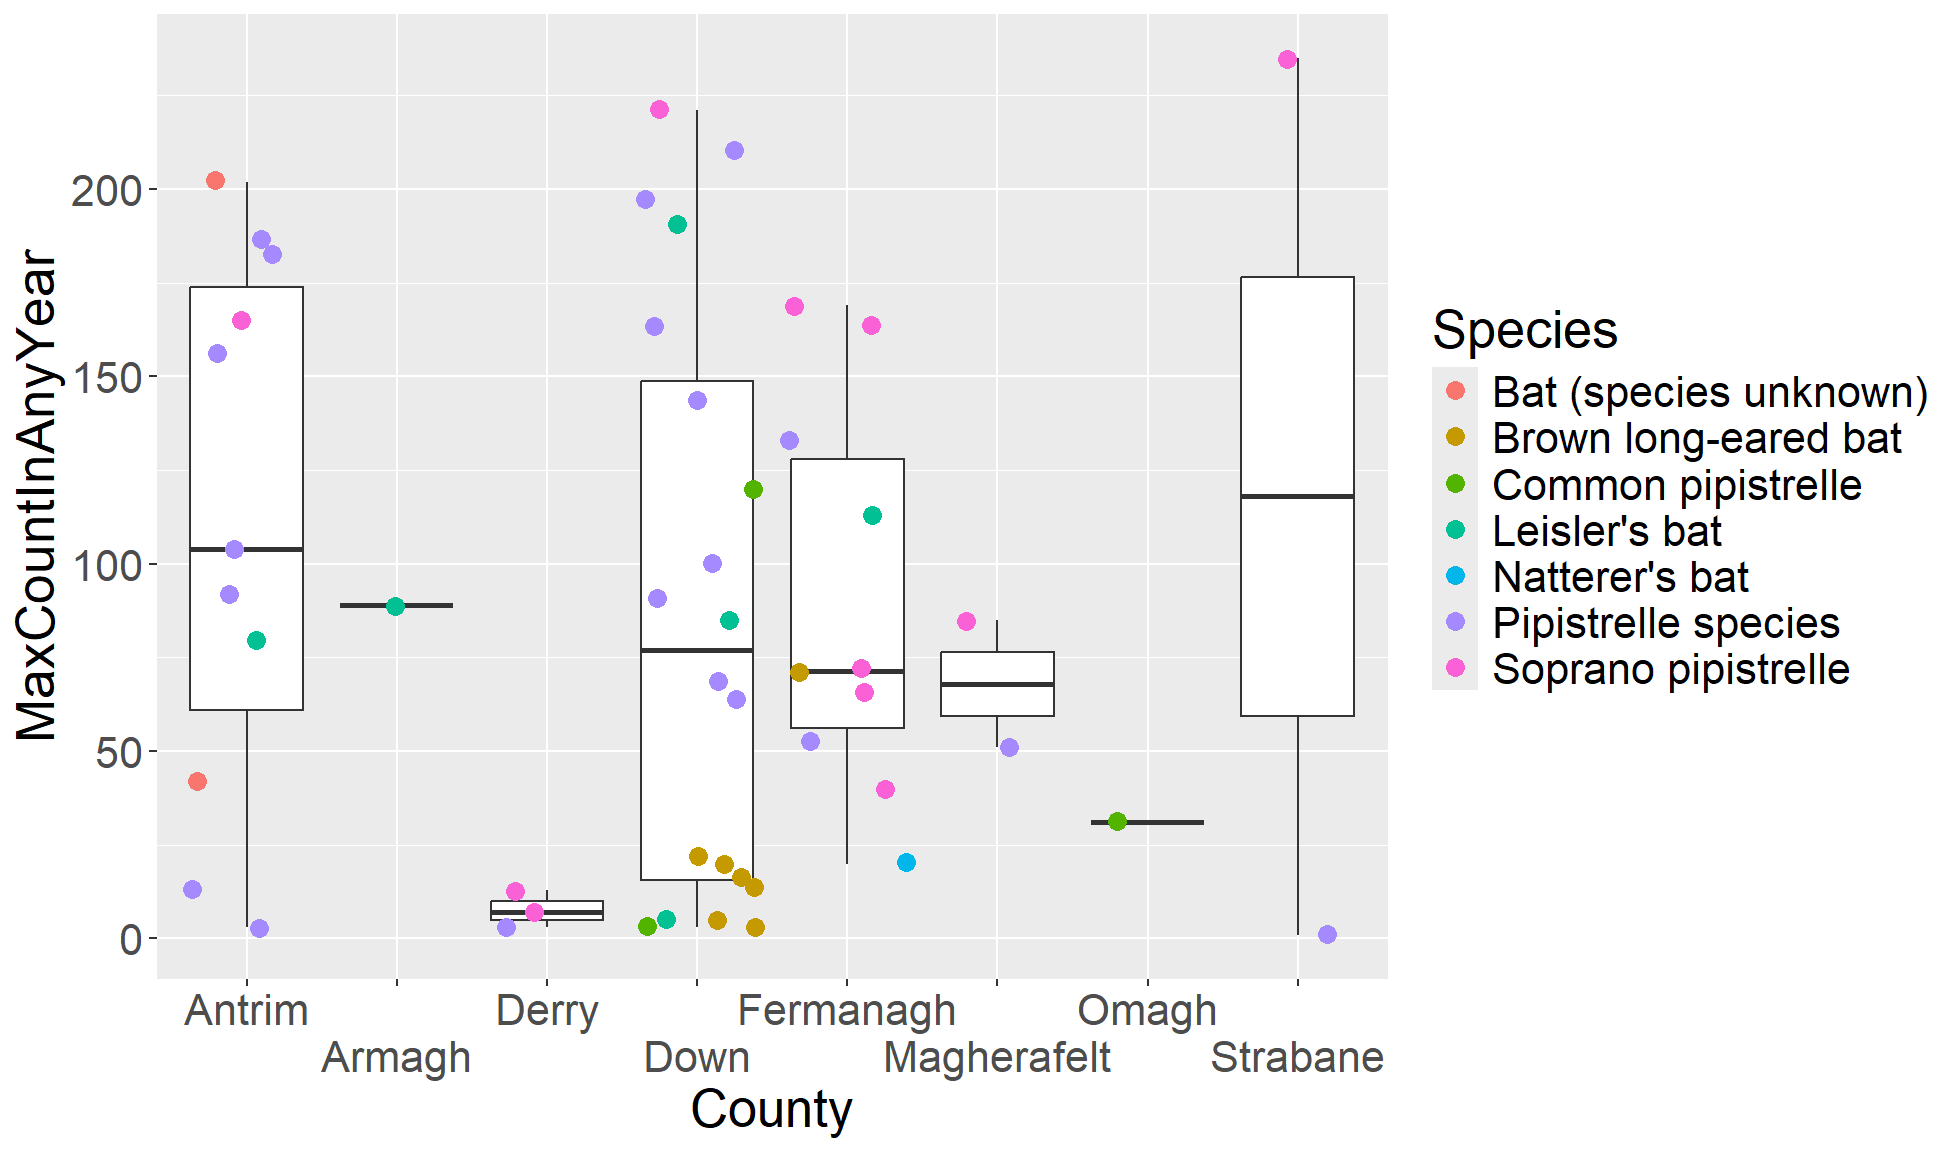 MaxCountInAnyYear
200
150
100
50
0
Antrim
Derry
Fermanagh
Omagh
Armagh
Down
Magherafelt
Strabane
County
Species
Bat (species unknown)
Brown long-eared bat
Common pipistrelle
Leisler's bat
Natterer's bat
Pipistrelle species
Soprano pipistrelle